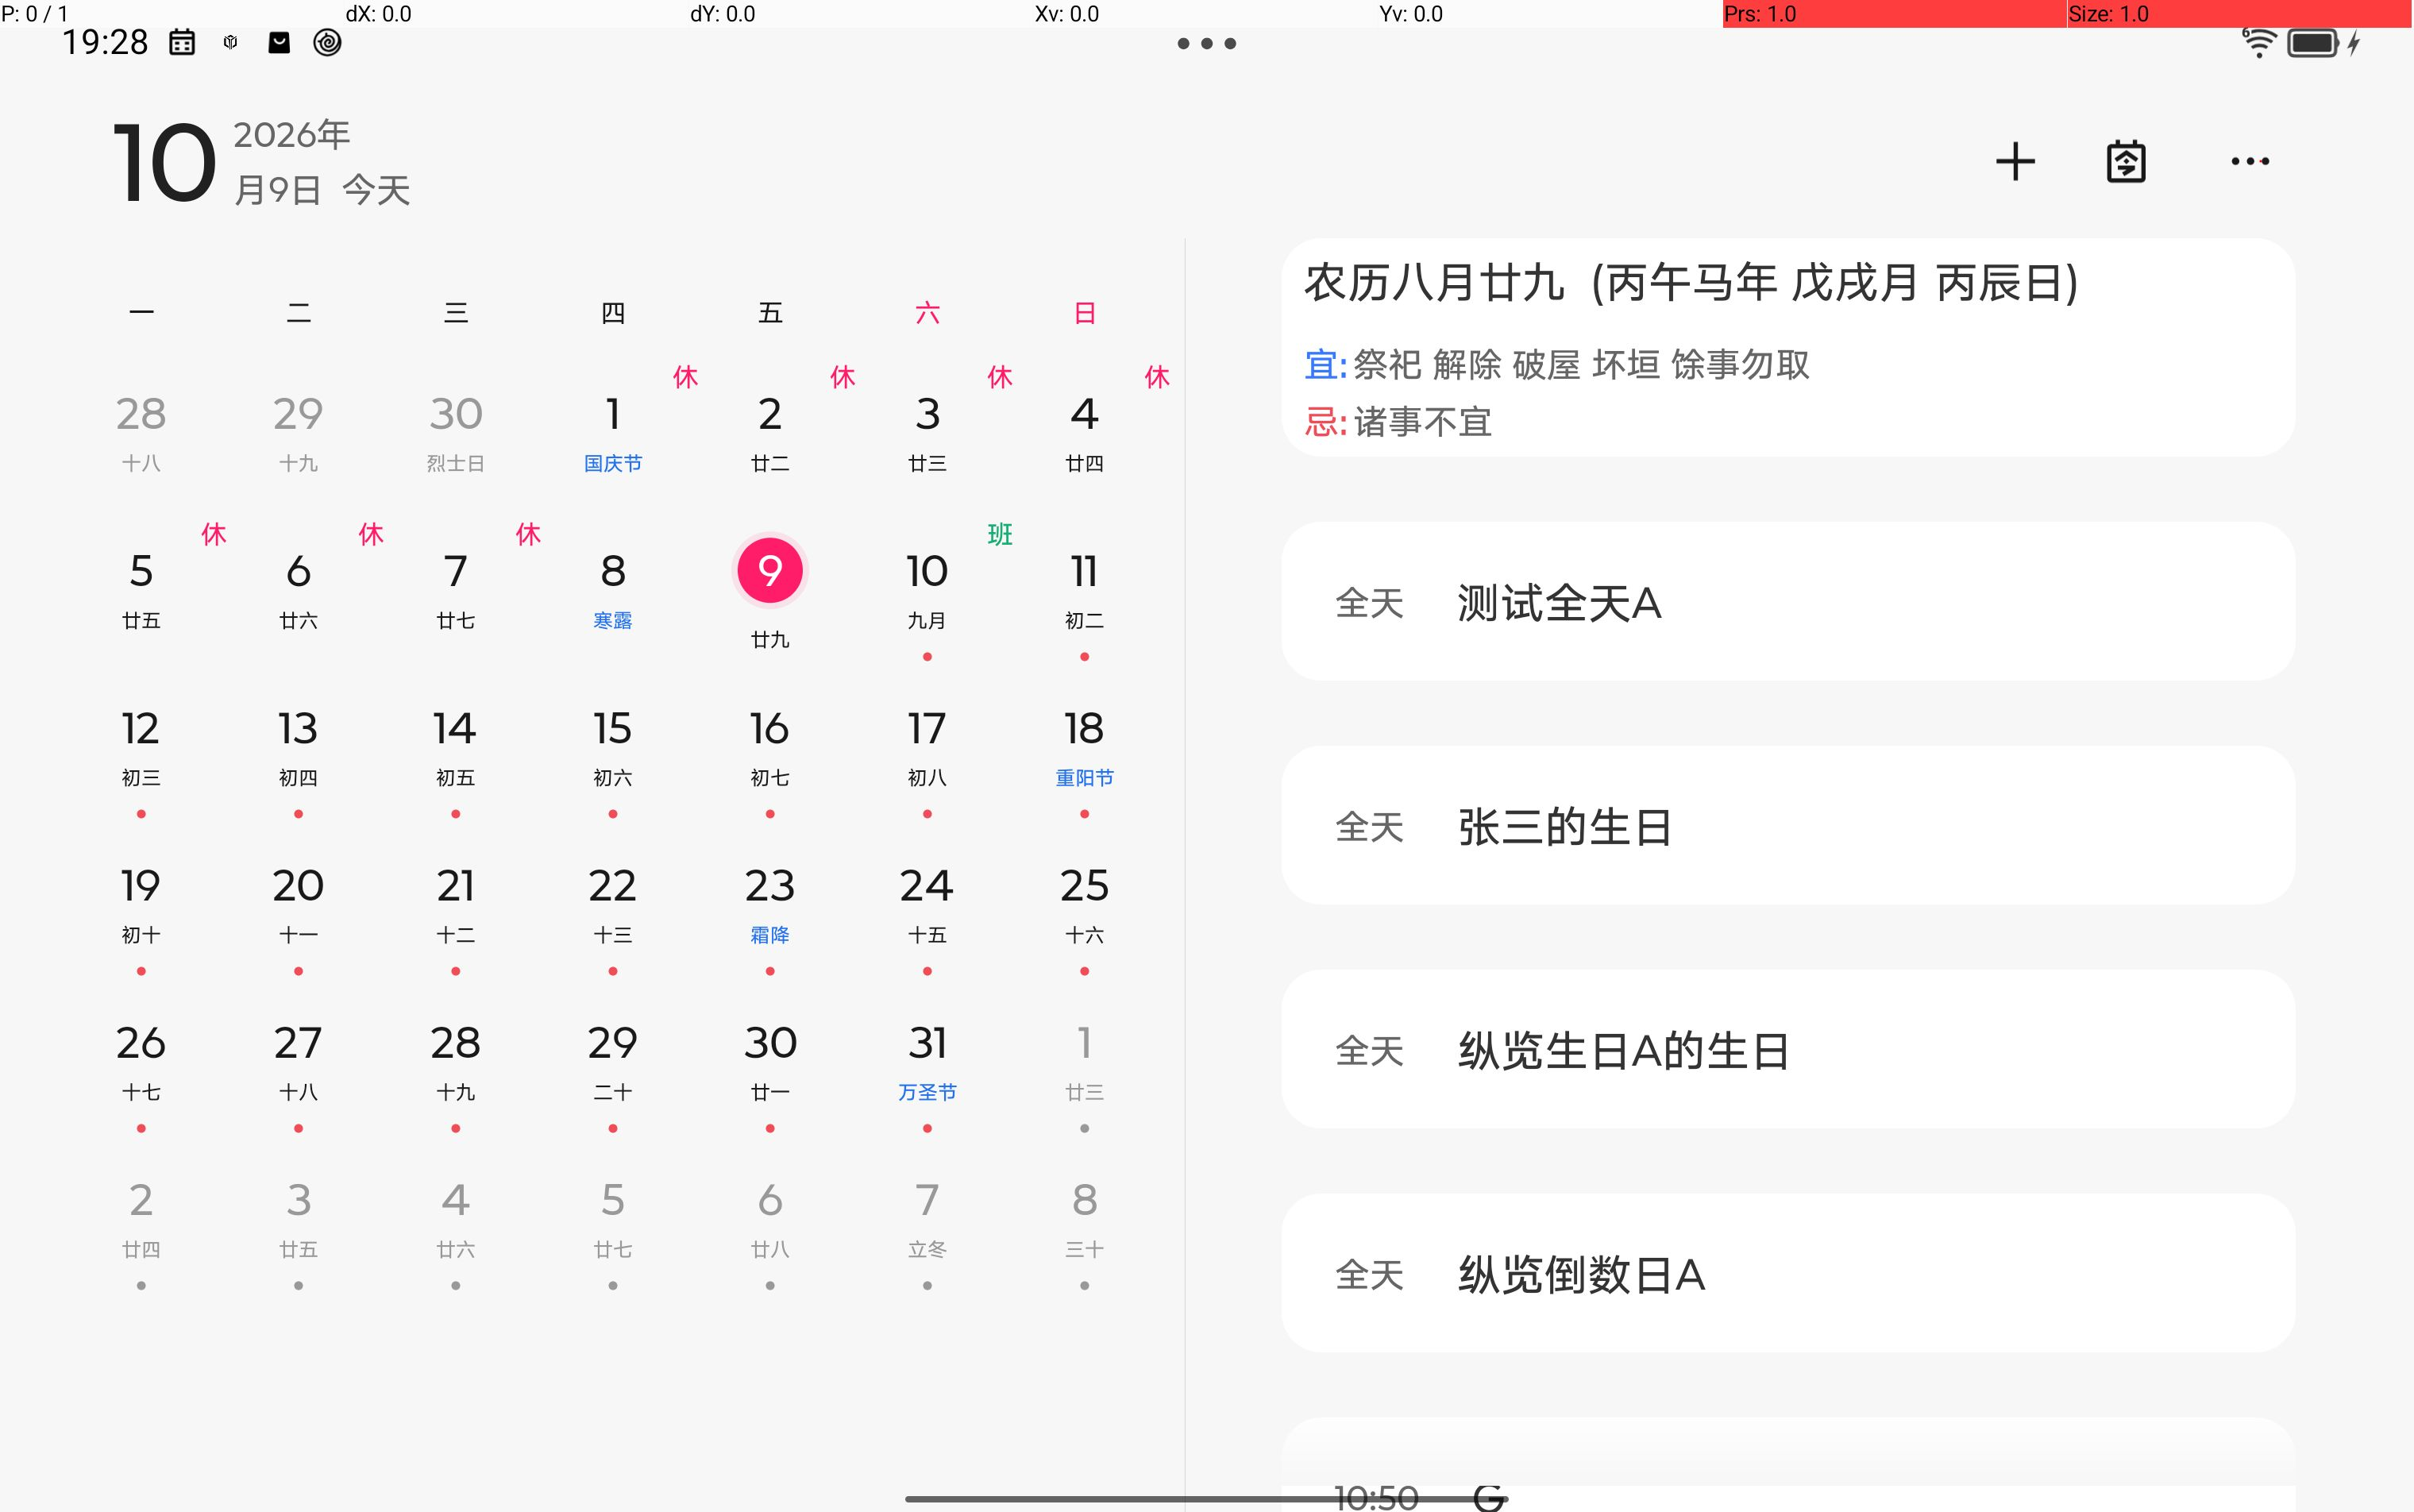 P: 0 / 1 dX: 0.0 dY: 0.0 Xv: 0.0 Yv: 0.0 Prs: 1.0 Size: 1.0
19:28
6
10 2026年
月9日 今天
今
农历八月廿九 (丙午马年 戊戌月 丙辰日)
宜: 祭祀 解除 破屋 坏垣 馀事勿取
忌: 诸事不宜
一 二 三 四 五 六 日
休 休 休 休
28 29 30 1 2 3 4
十八 十九 烈士日 国庆节 廿二 廿三 廿四
休 休 休 班
5 6 7 8 9 10 11
廿五 廿六 廿七 寒露 廿九 九月 初二
12 13 14 15 16 17 18
初三 初四 初五 初六 初七 初八 重阳节
19 20 21 22 23 24 25
初十 十一 十二 十三 霜降 十五 十六
26 27 28 29 30 31 1
十七 十八 十九 二十 廿一 万圣节 廿三
2 3 4 5 6 7 8
廿四 廿五 廿六 廿七 廿八 立冬 三十
全天 测试全天A
全天 张三的生日
全天 纵览生日A的生日
全天 纵览倒数日A
10:50 G